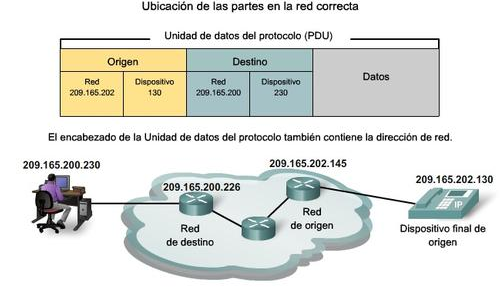 Ubicación de las partes en la red correcta
Unidad de datos del protocolo (PDU)
Origen
Destino
Datos
Red
209.165.202
Dispositivo
130
Red
209.165.200
Dispositivo
230
El encabezado de la Unidad de datos del protocolo también contiene la dirección de red.
209.165.200.230
209.165.202.145
209.165.200.226
209.165.202.130
IP
Red
de destino
Red
de origen
Dispositivo final de
origen